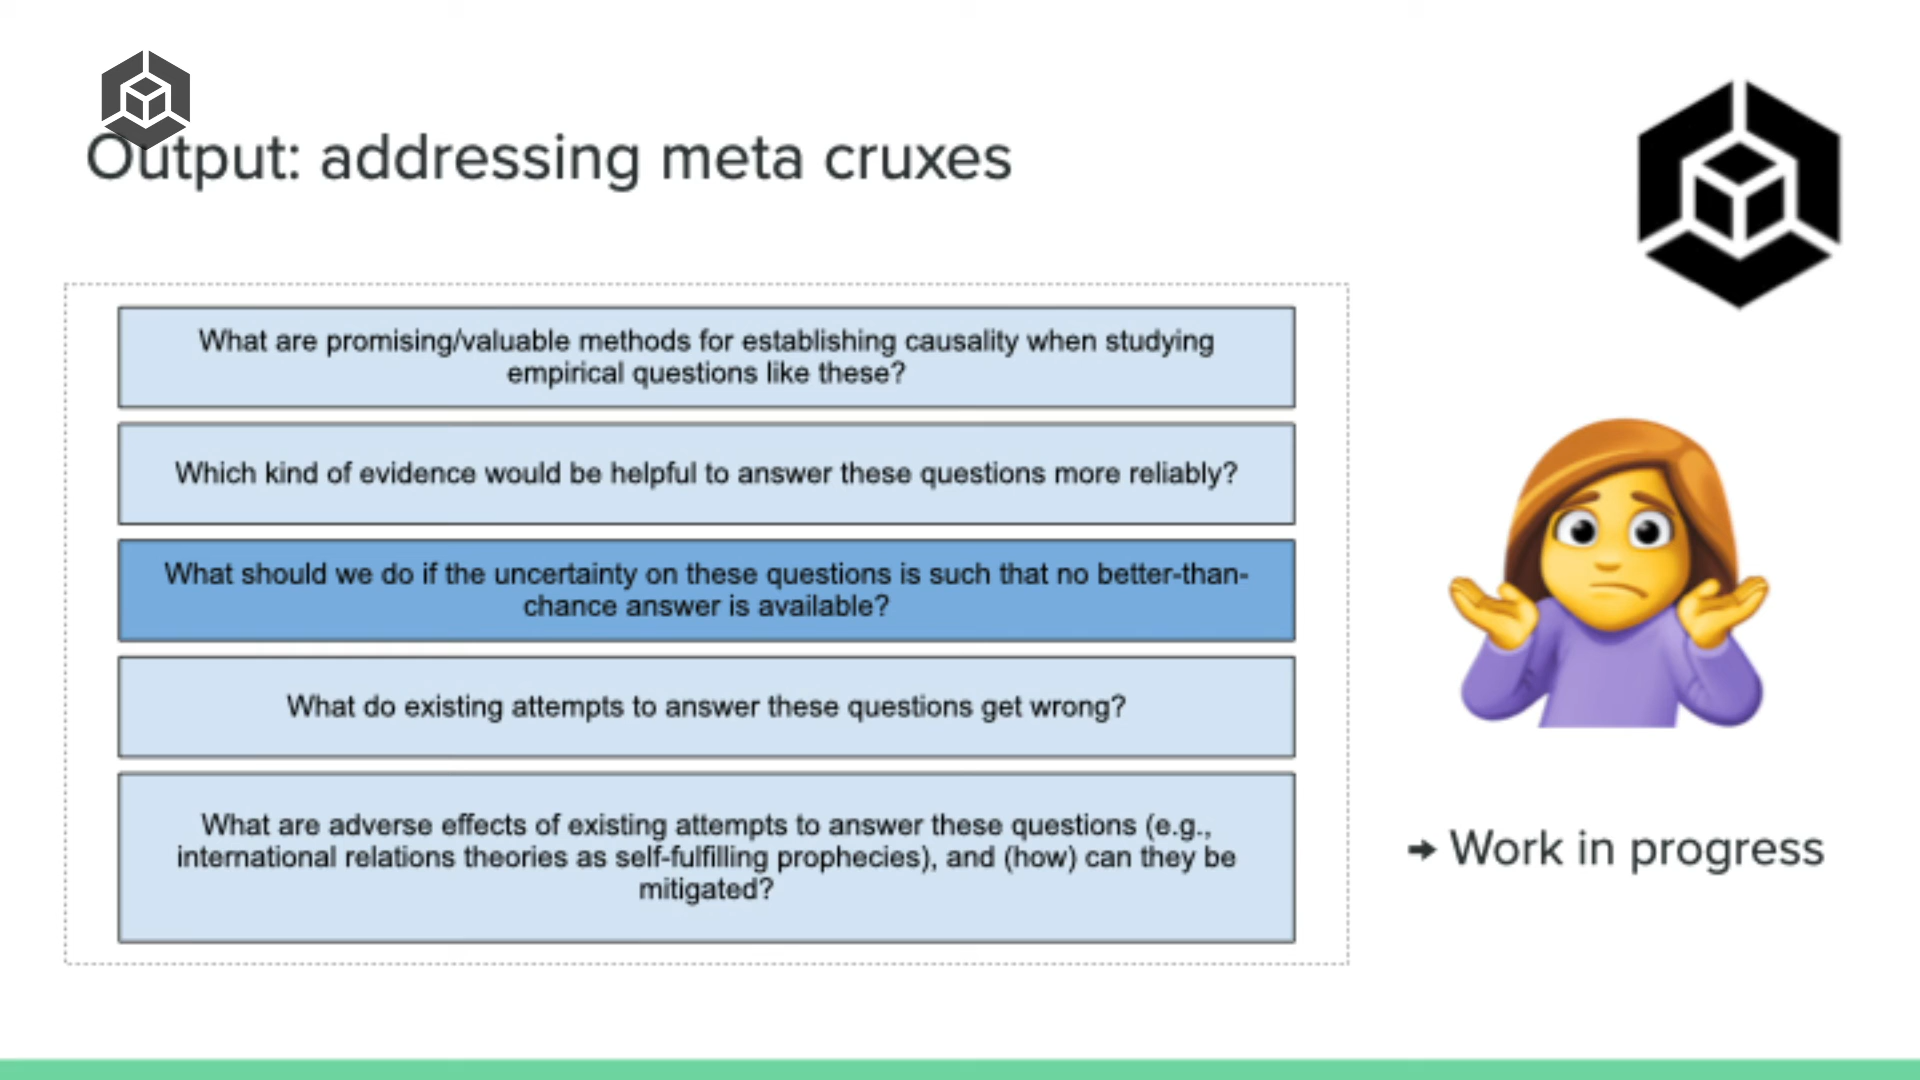 Output: addressing meta cruxes
What are promising/valuable methods for establishing causality when studying
empirical questions like these?
Which kind of evidence would be helpful to answer these questions more reliably?
What should we do if the uncertainty on these questions is such that no better-than-
chance answer is available?
What do existing attempts to answer these questions get wrong?
What are adverse effects of existing attempts to answer these questions (e.g.,
international relations theories as self-fulfilling prophecies), and (how) can they be
mitigated?
➜ Work in progress